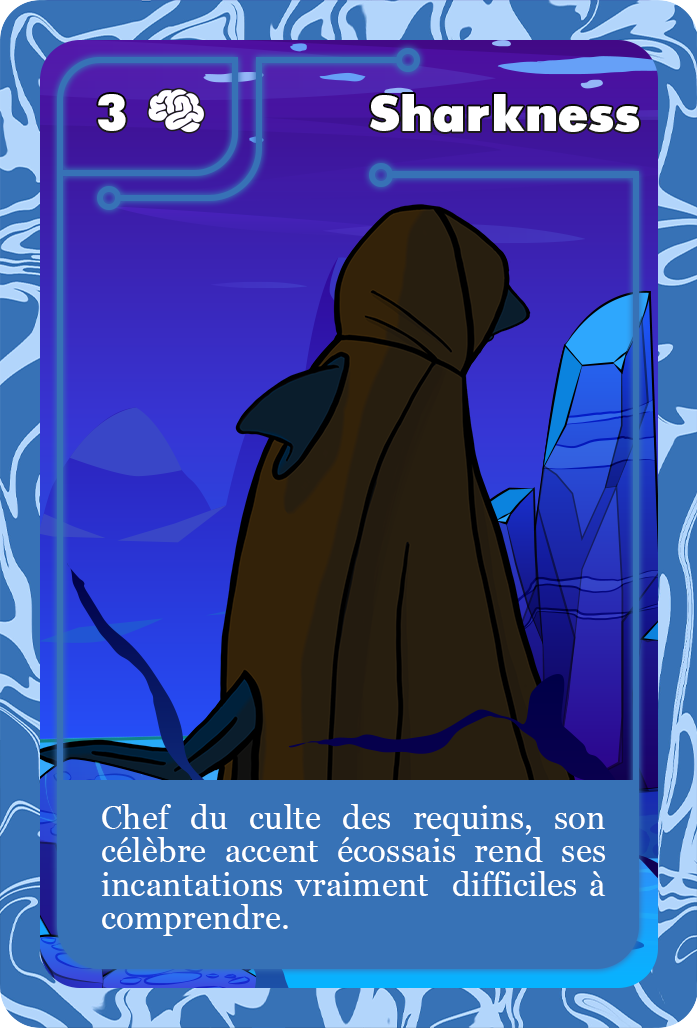 3 Sharkness
Chef du culte des requins, son
célèbre accent écossais rend ses
incantations vraiment difficiles à
comprendre.